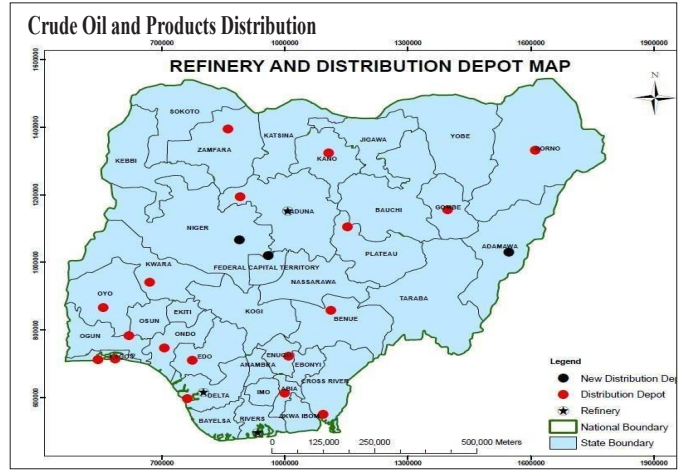 Crude Oil and Products Distribution
700000 1000000 1300000 1600000 1900000
REFINERY AND DISTRIBUTION DEPOT MAP
N
1600000
1400000
1200000
1000000
800000
600000
SOKOTO
KATSINA
JIGAWA
YOBE
BORNO
ZAMFARA
KANO
KEBBI
KADUNA
BAUCHI
GOMBE
NIGER
ADAMAWA
PLATEAU
KWARA
FEDERAL CAPITAL TERRITORY
NASSARAWA
TARABA
OYO
KOGI
BENUE
OSUN
EKITI
OGUN
ONDO
EDO
ENUGU
EBONYI
ANAMBRA
CROSS RIVER
DELTA
IMO
ABIA
BAYELSA
RIVERS
AKWA IBOM
Legend
New Distribution Dep
Distribution Depot
Refinery
National Boundary
State Boundary
0 125,000 250,000 500,000 Meters
700000 1000000 1300000 1600000 1900000